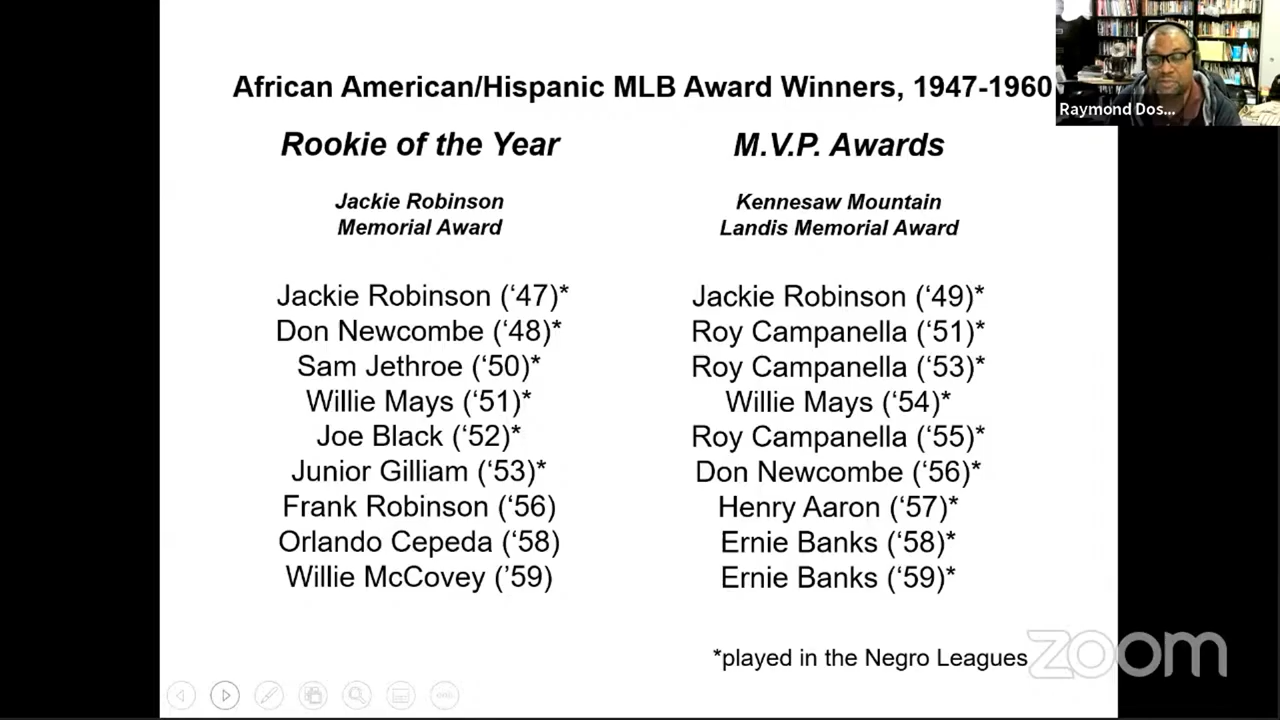 African American/Hispanic MLB Award Winners, 1947-1960
Raymond Dos...
Rookie of the Year
Jackie Robinson
Memorial Award
Jackie Robinson (‘47)*
Don Newcombe (‘48)*
Sam Jethroe (‘50)*
Willie Mays (‘51)*
Joe Black (‘52)*
Junior Gilliam (‘53)*
Frank Robinson (‘56)
Orlando Cepeda (‘58)
Willie McCovey (’59)
M.V.P. Awards
Kennesaw Mountain
Landis Memorial Award
Jackie Robinson (‘49)*
Roy Campanella (‘51)*
Roy Campanella (‘53)*
Willie Mays (‘54)*
Roy Campanella (‘55)*
Don Newcombe (‘56)*
Henry Aaron (‘57)*
Ernie Banks (‘58)*
Ernie Banks (‘59)*
*played in the Negro Leagues
zoom